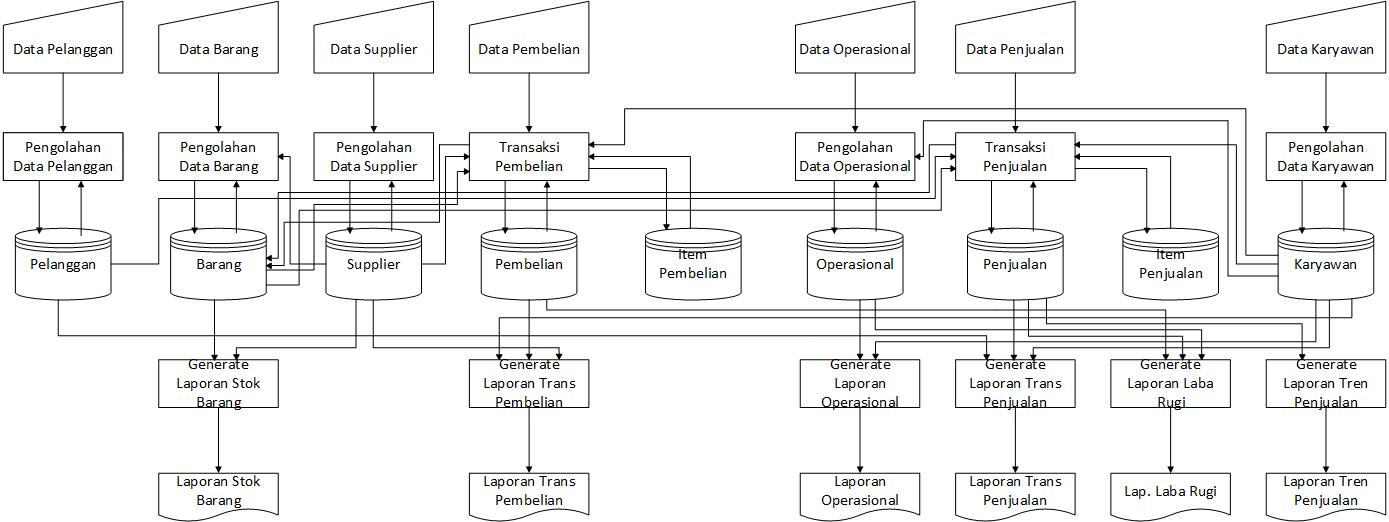 Data Pelanggan
Data Barang
Data Supplier
Data Pembelian
Data Operasional
Data Penjualan
Data Karyawan
Pengolahan
Data Pelanggan
Pengolahan
Data Barang
Pengolahan
Data Supplier
Transaksi
Pembelian
Pengolahan
Data Operasional
Transaksi
Penjualan
Pengolahan
Data Karyawan
Pelanggan
Barang
Supplier
Pembelian
Item
Pembelian
Operasional
Penjualan
Item
Penjualan
Karyawan
Generate
Laporan Stok
Barang
Generate
Laporan Trans
Pembelian
Generate
Laporan
Operasional
Generate
Laporan Trans
Penjualan
Generate
Laporan Laba
Rugi
Generate
Laporan Tren
Penjualan
Laporan Stok
Barang
Laporan Trans
Pembelian
Laporan
Operasional
Laporan Trans
Penjualan
Lap. Laba Rugi
Laporan Tren
Penjualan